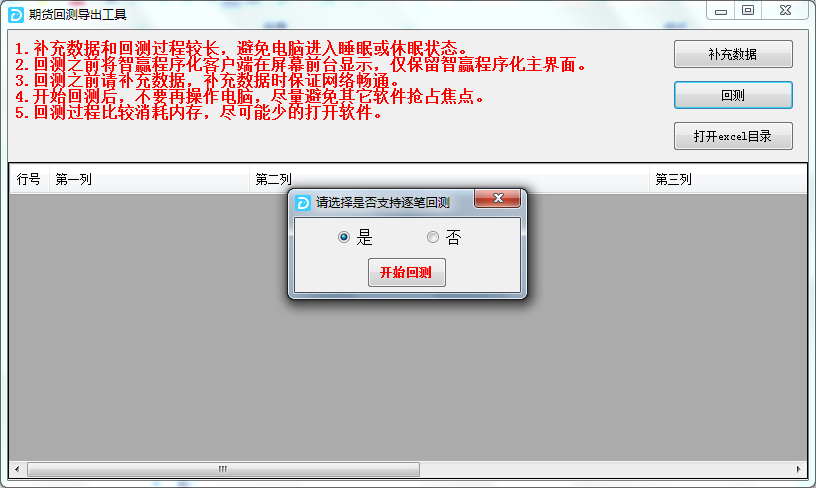 期货回测导出工具
1.补充数据和回测过程较长，避免电脑进入睡眠或休眠状态。
2.回测之前将智赢程序化客户端在屏幕前台显示，仅保留智赢程序化主界面。
3.回测之前请补充数据，补充数据时保证网络畅通。
4.开始回测后，不要再操作电脑，尽量避免其它软件抢占焦点。
5.回测过程比较消耗内存，尽可能少的打开软件。
补充数据
回测
打开excel目录
行号 第一列 第二列 第三列
请选择是否支持逐笔回测
是 否
开始回测